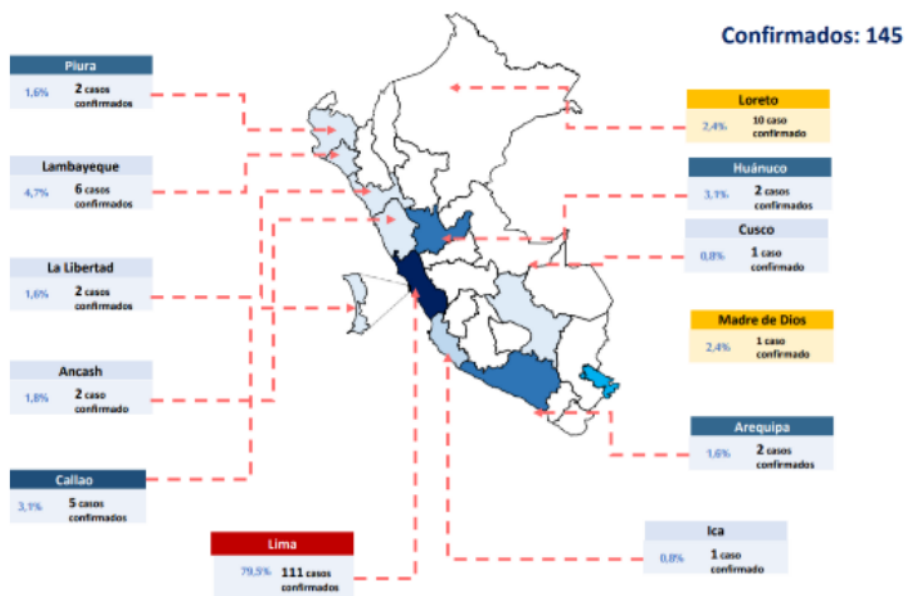 Confirmados: 145
Piura
1,6% 2 casos
confirmados
Lambayeque
4,7% 6 casos
confirmados
La Libertad
1,6% 2 casos
confirmados
Ancash
1,8% 2 caso
confirmado
Callao
3,1% 5 casos
confirmados
Lima
79,5% 111 casos
confirmados
Loreto
2,4% 10 caso
confirmado
Huánuco
3,1% 2 casos
confirmados
Cusco
0,8% 1 caso
confirmado
Madre de Dios
2,4% 1 caso
confirmado
Arequipa
1,6% 2 casos
confirmados
Ica
0,8% 1 caso
confirmado